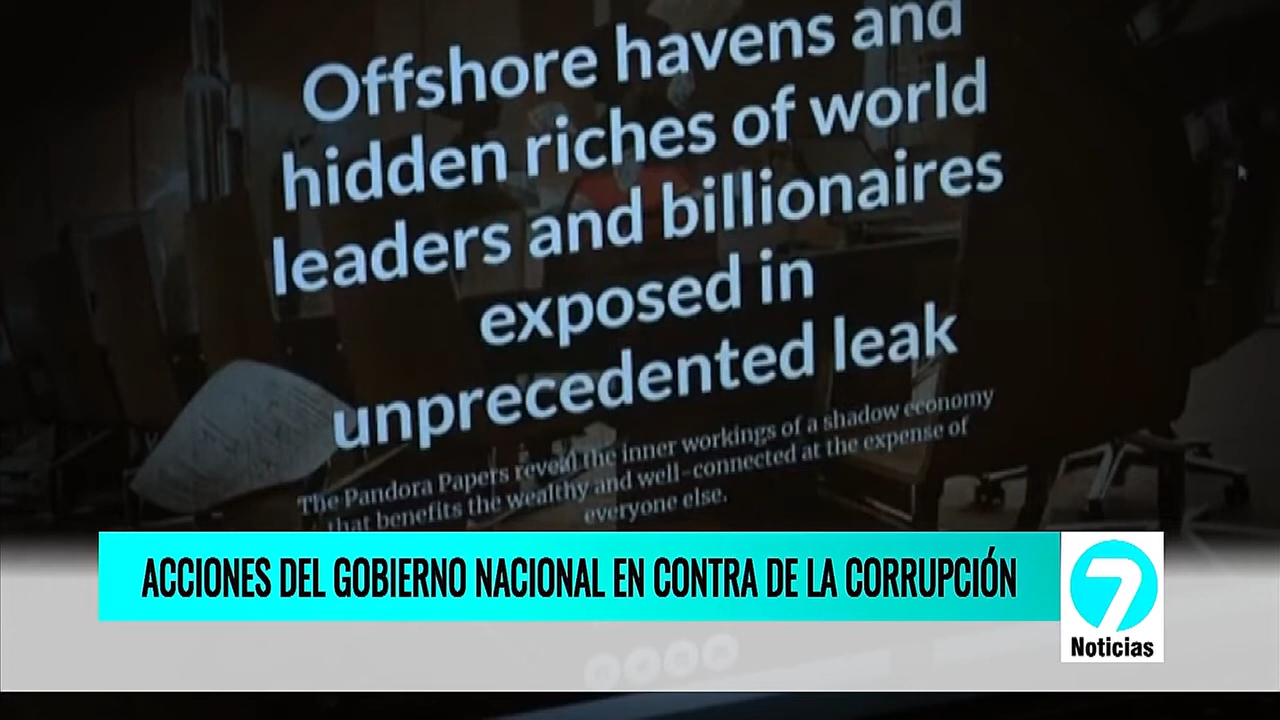 Offshore havens and
hidden riches of world
leaders and billionaires
exposed in
unprecedented leak
The Pandora Papers reveal the inner workings of a shadow economy
that benefits the wealthy and well-connected at the expense of
everyone else.
ACCIONES DEL GOBIERNO NACIONAL EN CONTRA DE LA CORRUPCIÓN
7
Noticias